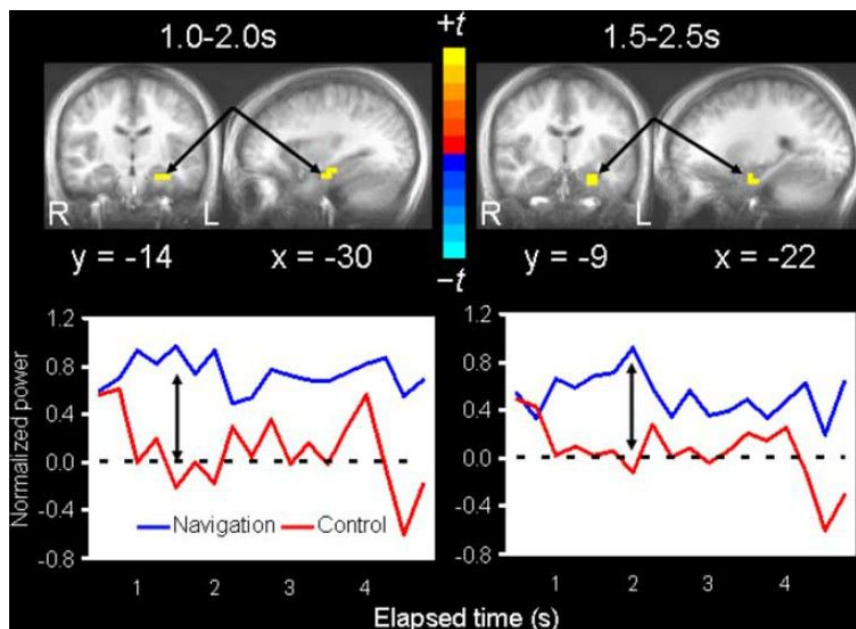 1.0-2.0s
+t
1.5-2.5s
R
L
R
L
y = -14
x = -30
-t
y = -9
x = -22
Normalized power
1.2
0.8
0.4
0.0
-0.4
-0.8
Navigation
Control
1
2
3
4
1.2
0.8
0.4
0.0
-0.4
-0.8
1
2
3
4
Elapsed time (s)